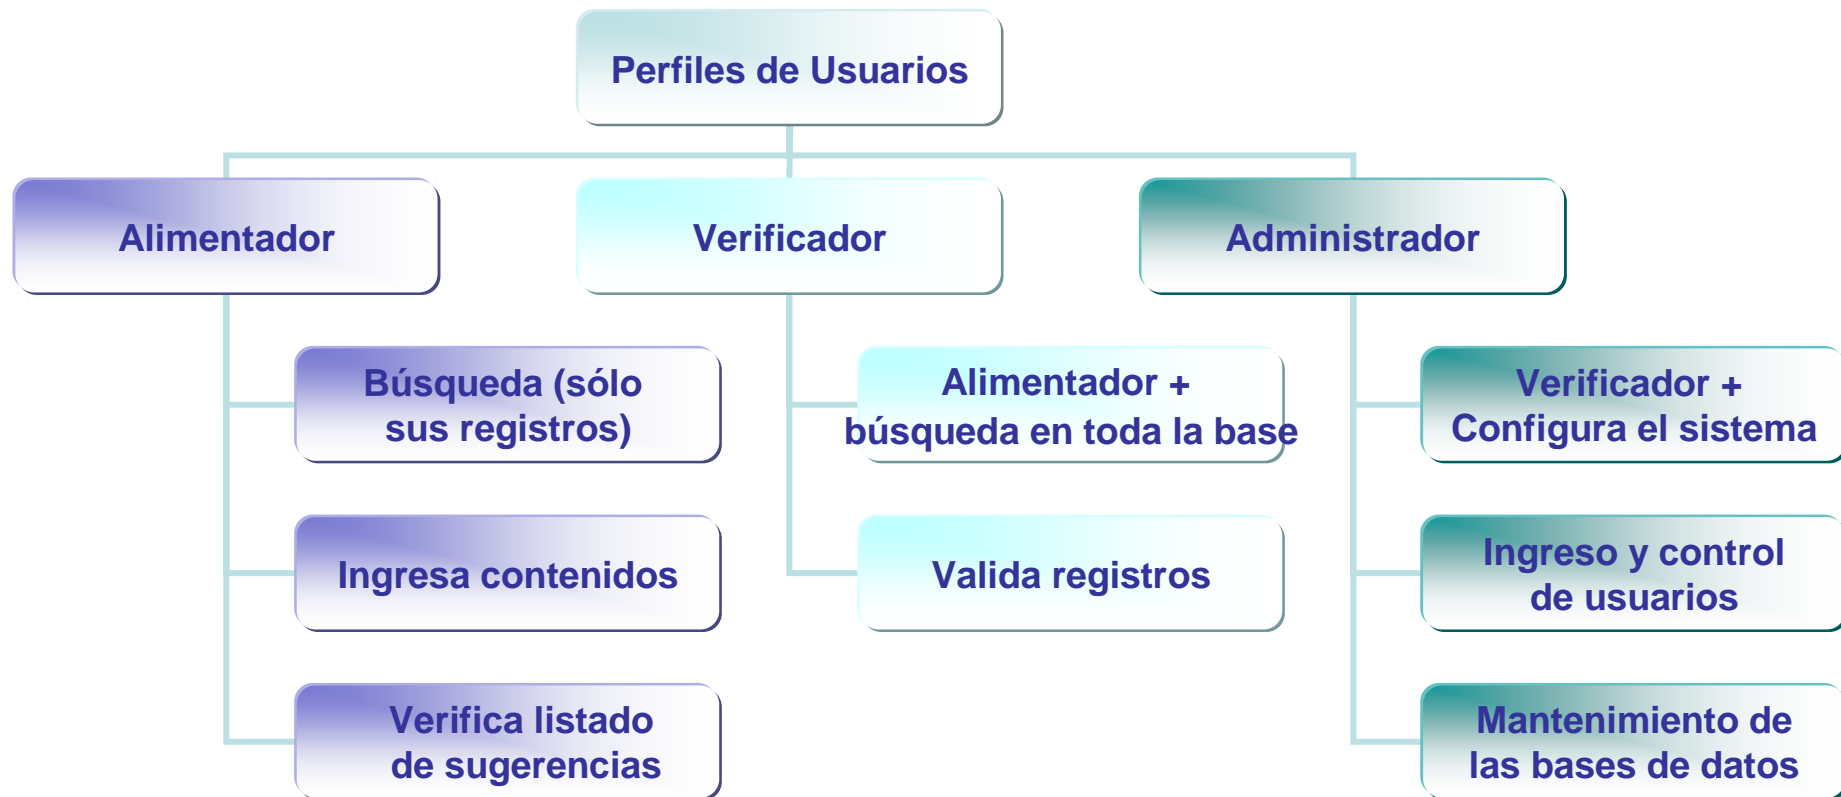 Perfiles de Usuarios
Alimentador
Verificador
Administrador
Búsqueda (sólo
sus registros)
Ingresa contenidos
Verifica listado
de sugerencias
Alimentador +
búsqueda en toda la base
Valida registros
Verificador +
Configura el sistema
Ingreso y control
de usuarios
Mantenimiento de
las bases de datos